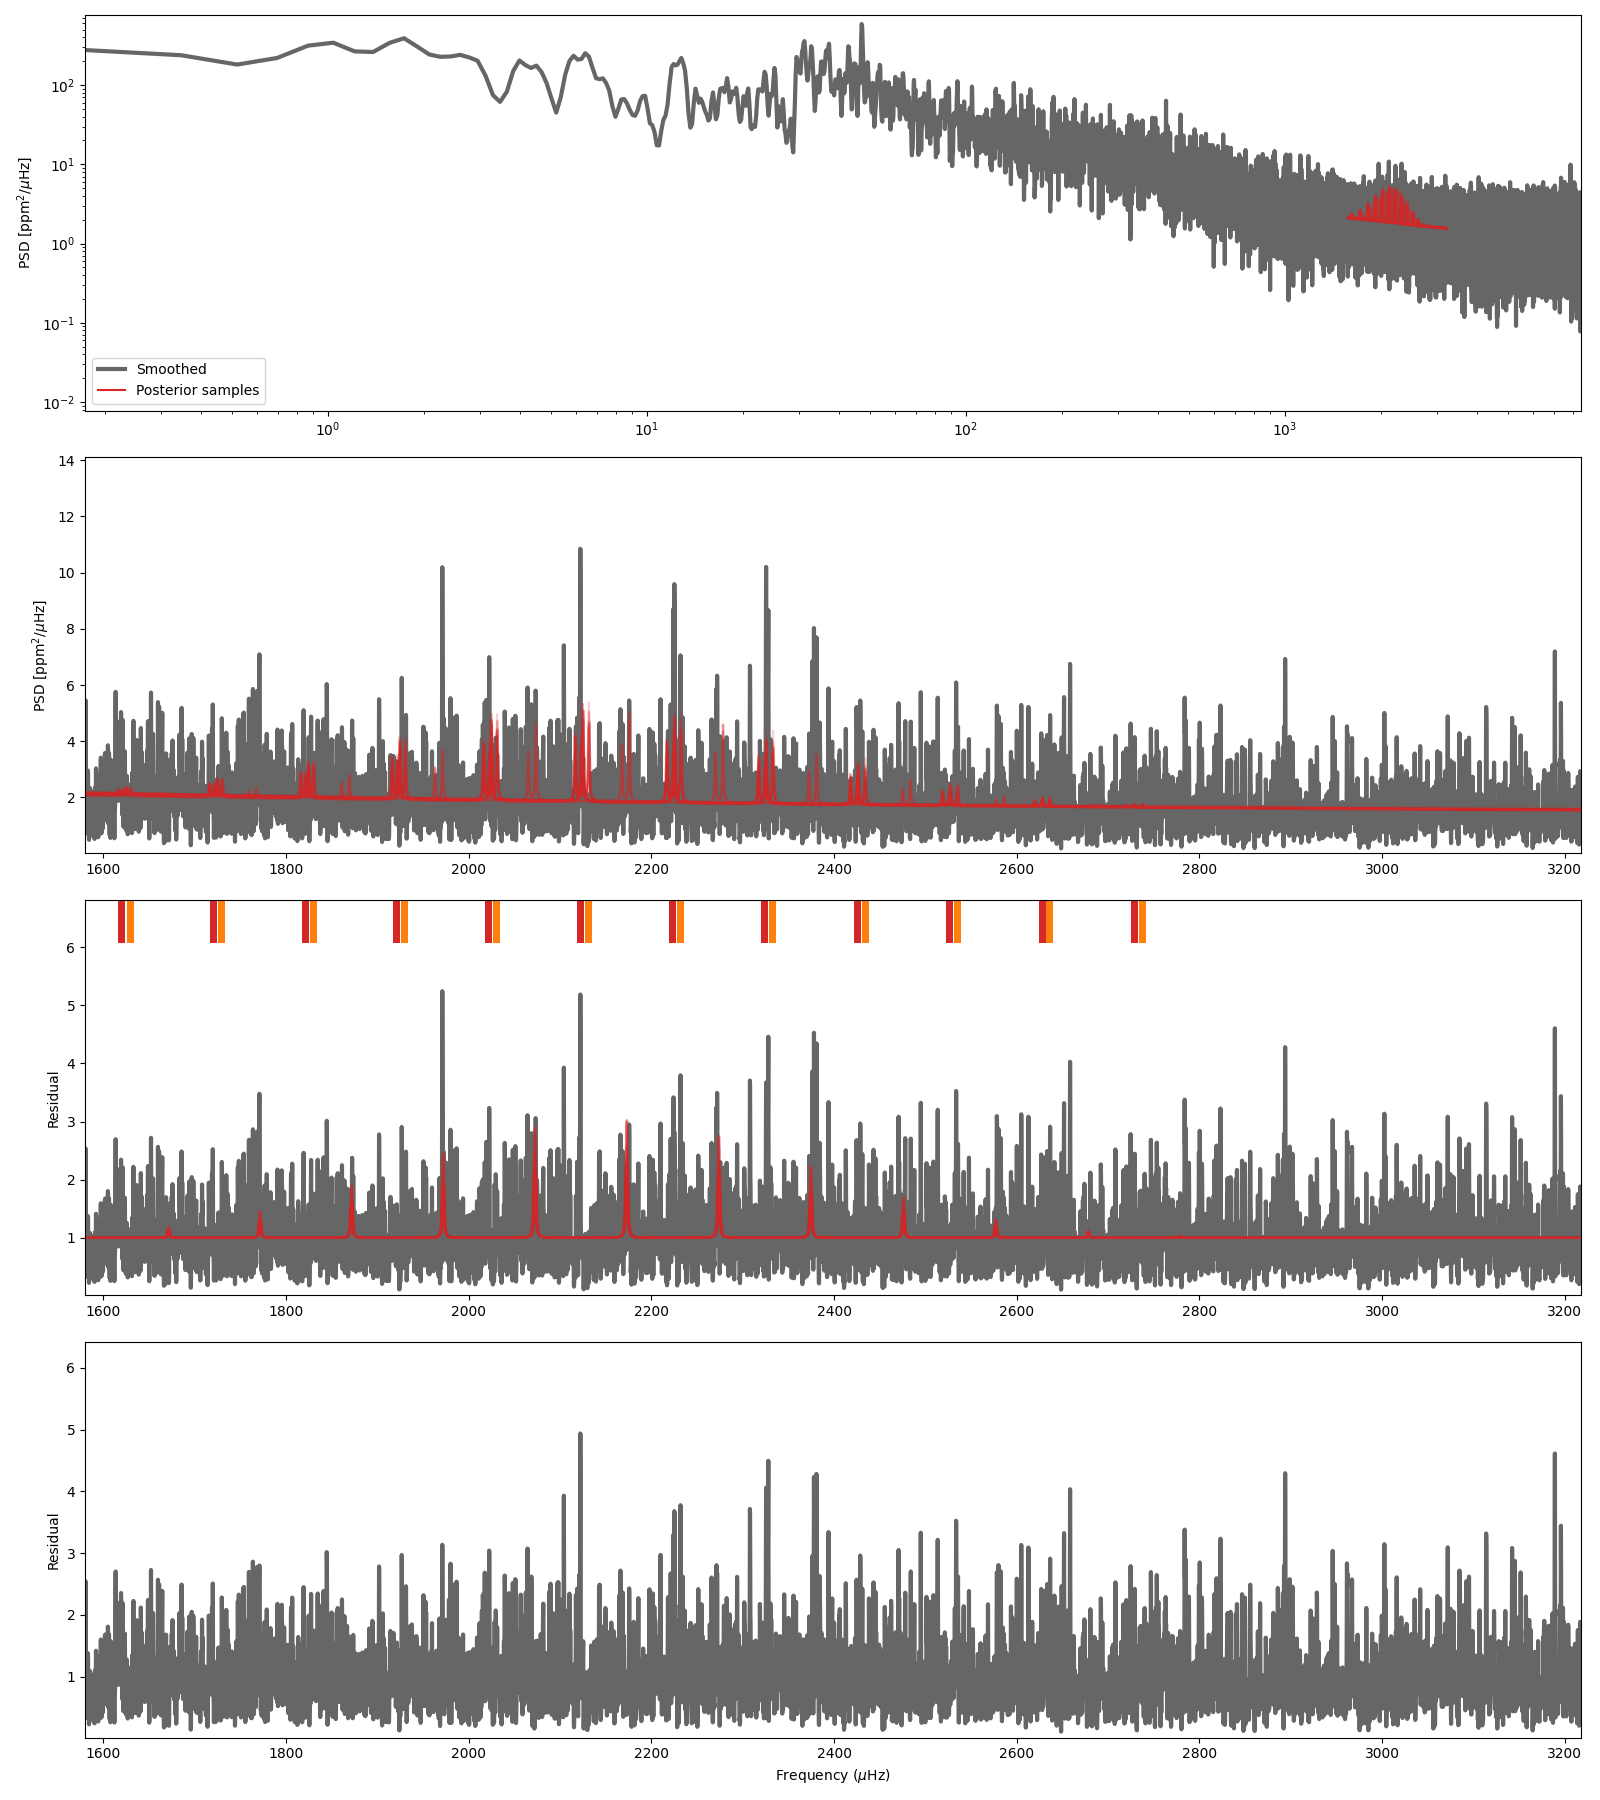 10²
10¹
10⁰
10⁻¹
10⁻²
PSD [ppm²/μHz]
Smoothed
Posterior samples
10⁰ 10¹ 10² 10³
14
12
10
8
6
4
2
PSD [ppm²/μHz]
1600 1800 2000 2200 2400 2600 2800 3000 3200
6
5
4
3
2
1
Residual
1600 1800 2000 2200 2400 2600 2800 3000 3200
6
5
4
3
2
1
Residual
1600 1800 2000 2200 2400 2600 2800 3000 3200
Frequency (μHz)